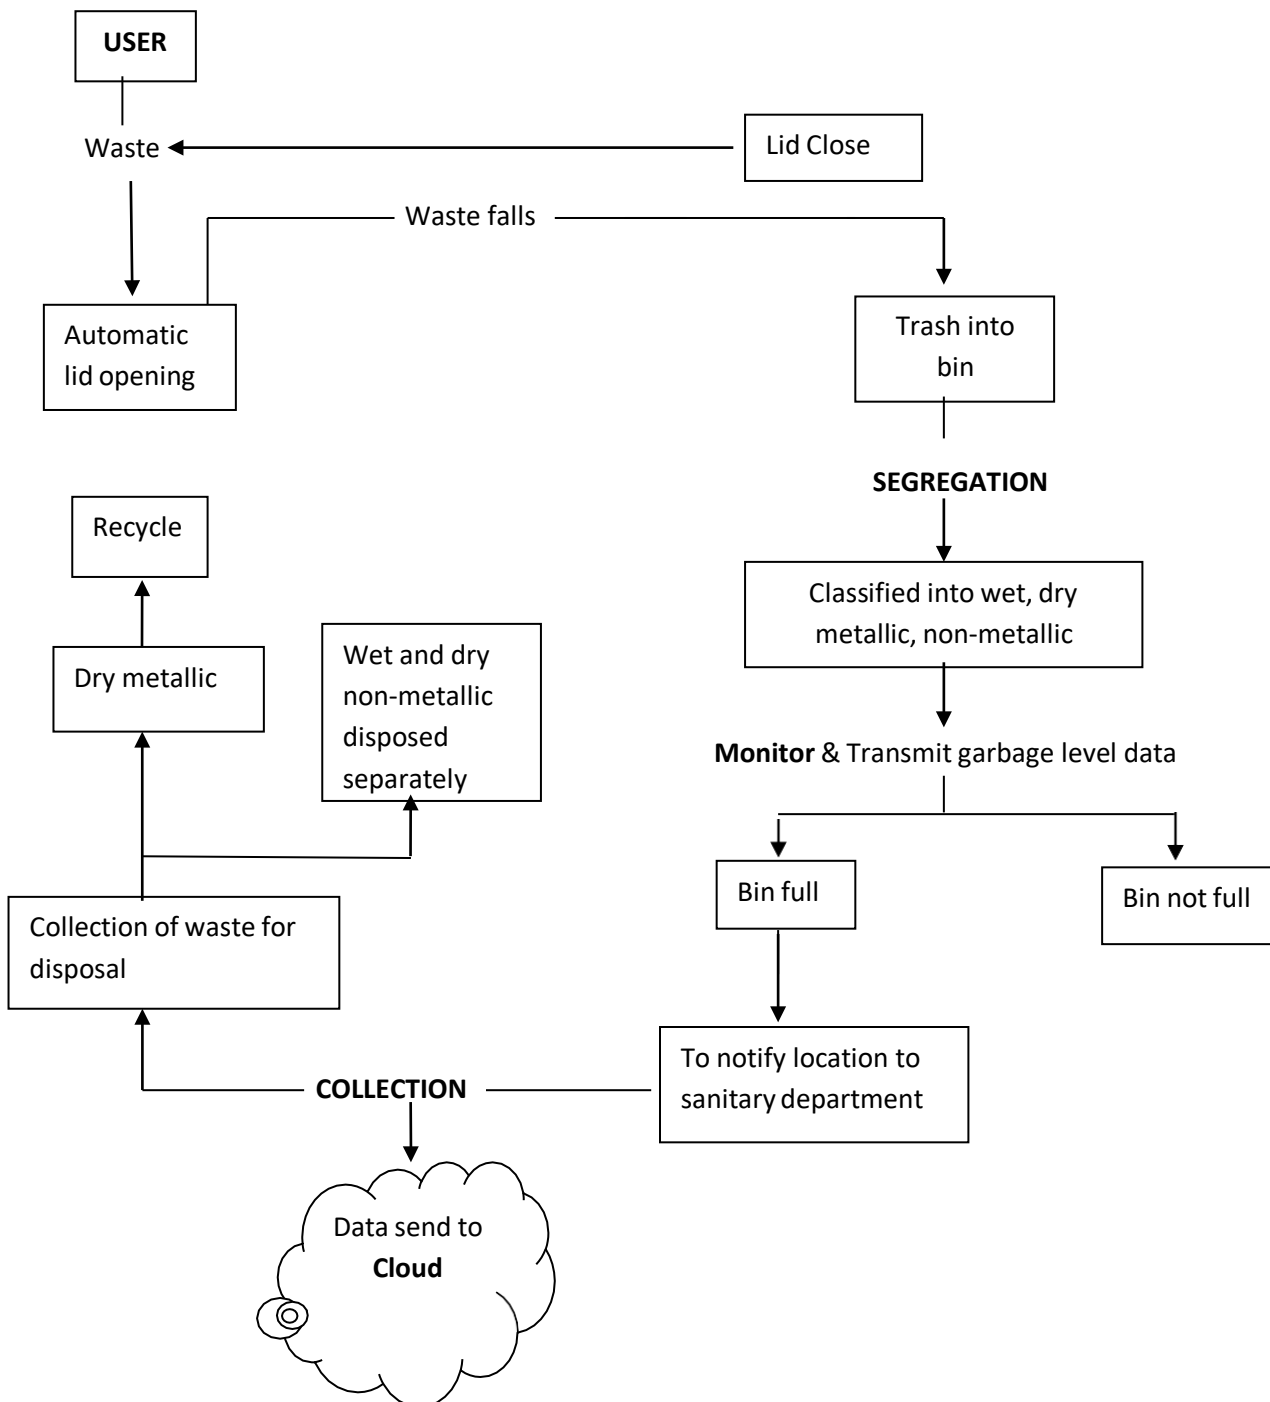 USER
Waste
Lid Close
Waste falls
Automatic
lid opening
Trash into
bin
SEGREGATION
Classified into wet, dry
metallic, non-metallic
Monitor & Transmit garbage level data
Bin full
Bin not full
To notify location to
sanitary department
COLLECTION
Data send to
Cloud
Collection of waste for
disposal
Dry metallic
Wet and dry
non-metallic
disposed
separately
Recycle